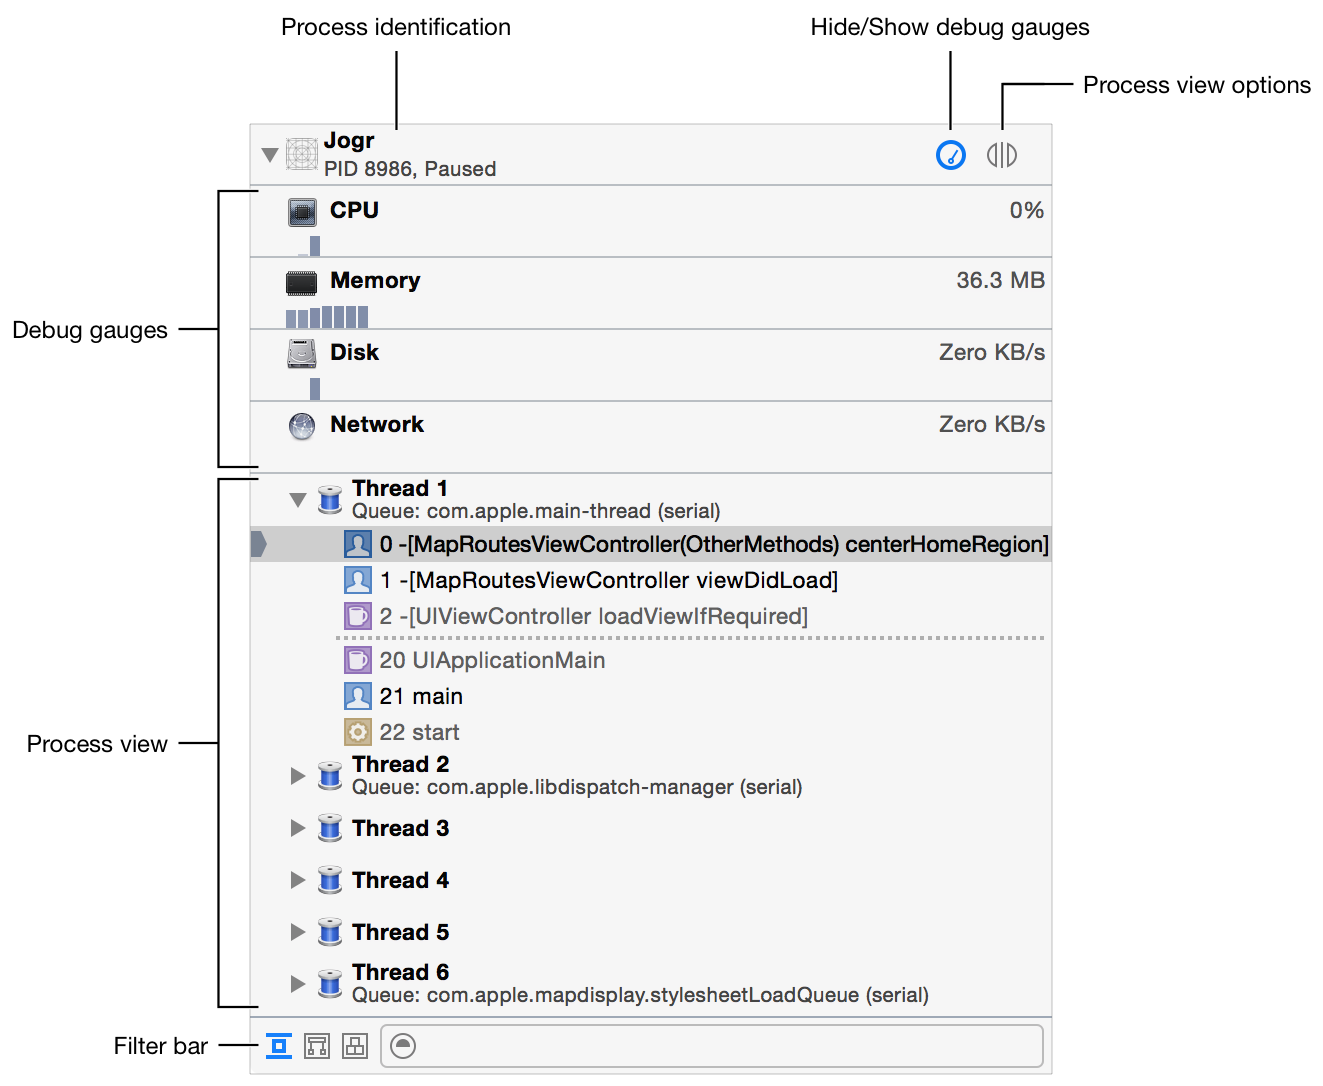 Process identification
Hide/Show debug gauges
Process view options
Jogr
PID 8986, Paused
CPU
0%
Memory
36.3 MB
Debug gauges
Disk
Zero KB/s
Network
Zero KB/s
Thread 1
Queue: com.apple.main-thread (serial)
0 -[MapRoutesViewController(OtherMethods) centerHomeRegion]
1 -[MapRoutesViewController viewDidLoad]
2 -[UIViewController loadViewIfRequired]
20 UIApplicationMain
21 main
22 start
Process view
Thread 2
Queue: com.apple.libdispatch-manager (serial)
Thread 3
Thread 4
Thread 5
Thread 6
Queue: com.apple.mapdisplay.stylesheetLoadQueue (serial)
Filter bar